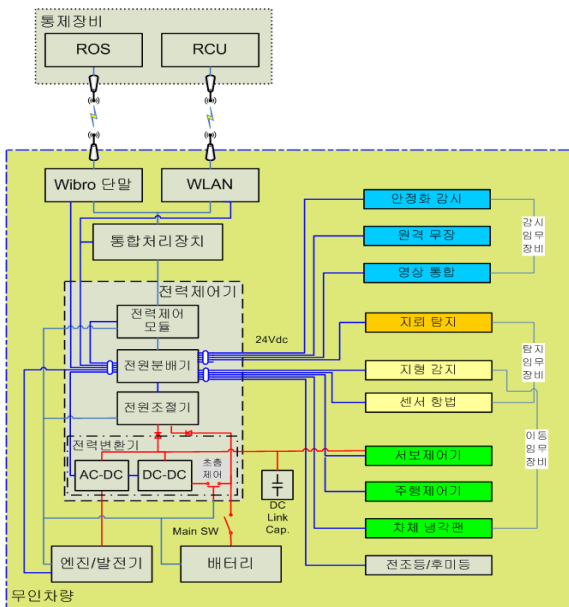 통제장비
ROS
RCU
Wibro 단말
WLAN
통합처리장치
전력제어기
전력제어
모듈
전원분배기
24Vdc
전원조절기
전력변환기
AC-DC
DC-DC
초충
제어
DC
Link
Cap.
Main SW
엔진/발전기
배터리
무인차량
안정화 감시
원격 무장
영상 통합
감시
임무
장비
지뢰 탐지
지형 감지
센서 항법
탐지
임무
장비
서보제어기
주행제어기
차체 냉각팬
이동
임무
장비
전조등/후미등